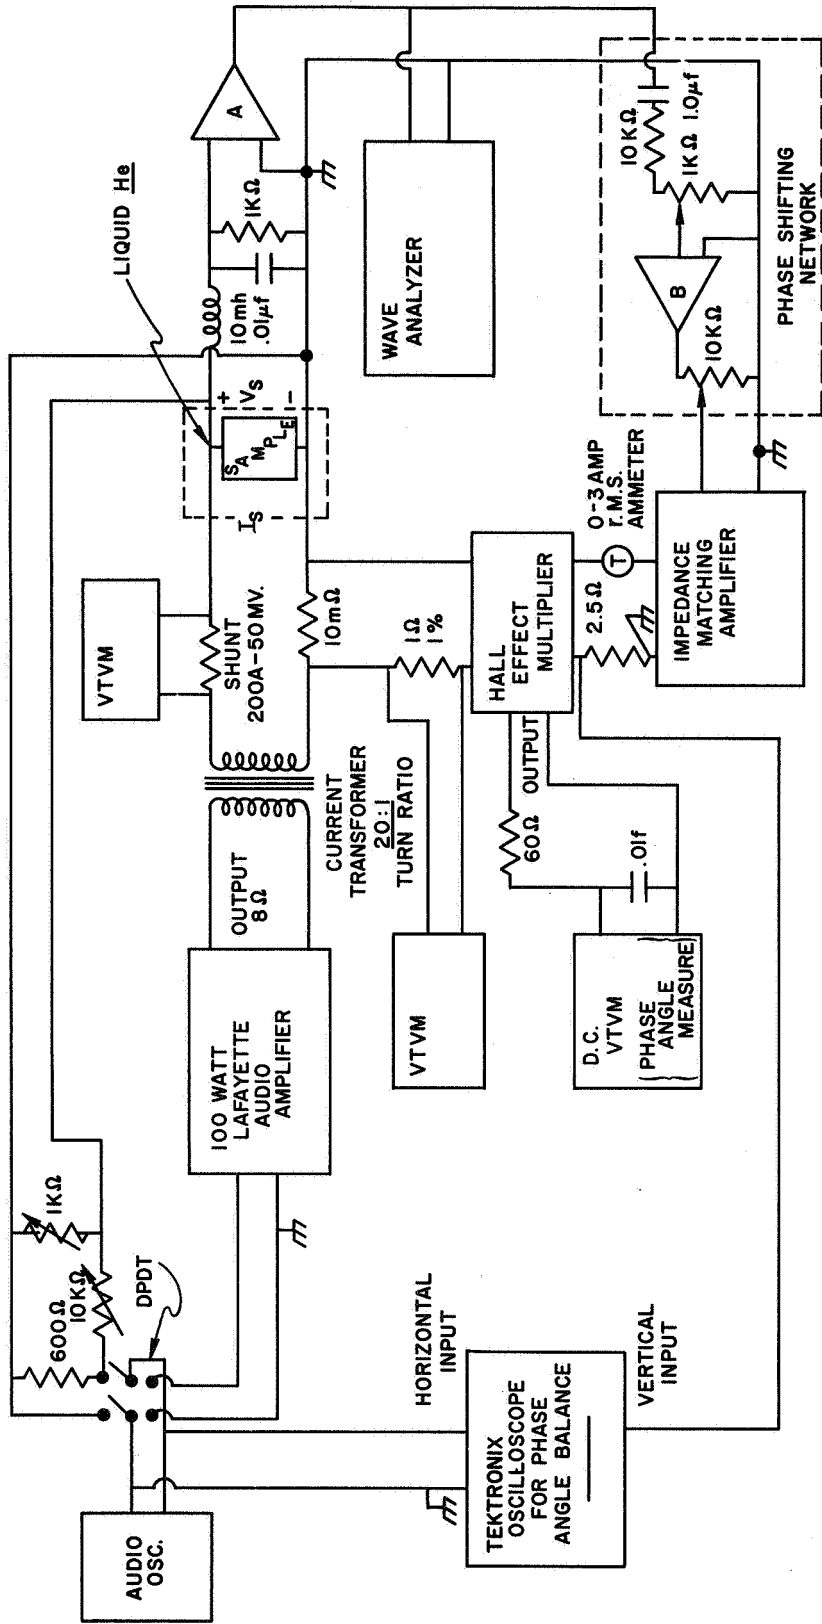 AUDIO
OSC.
600Ω
10KΩ
1KΩ
DPDT
TEKTRONIX
OSCILLOSCOPE
FOR PHASE
ANGLE BALANCE
HORIZONTAL
INPUT
VERTICAL
INPUT
100 WATT
LAFAYETTE
AUDIO
AMPLIFIER
OUTPUT
8Ω
CURRENT
TRANSFORMER
20:1
TURN RATIO
VTVM
SHUNT
200A-50MV.
10mΩ
VTVM
1Ω
1%
D.C.
VTVM
(PHASE
ANGLE
MEASURE)
.01f
60Ω
OUTPUT
HALL
EFFECT
MULTIPLIER
2.5Ω
T
0-3 AMP
r.M.S.
AMMETER
IMPEDANCE
MATCHING
AMPLIFIER
LIQUID He
Is
SAMPLE
+
Vs
-
10mh
.01μf
1KΩ
A
WAVE
ANALYZER
10KΩ
B
10KΩ
1KΩ
1.0μf
PHASE SHIFTING
NETWORK